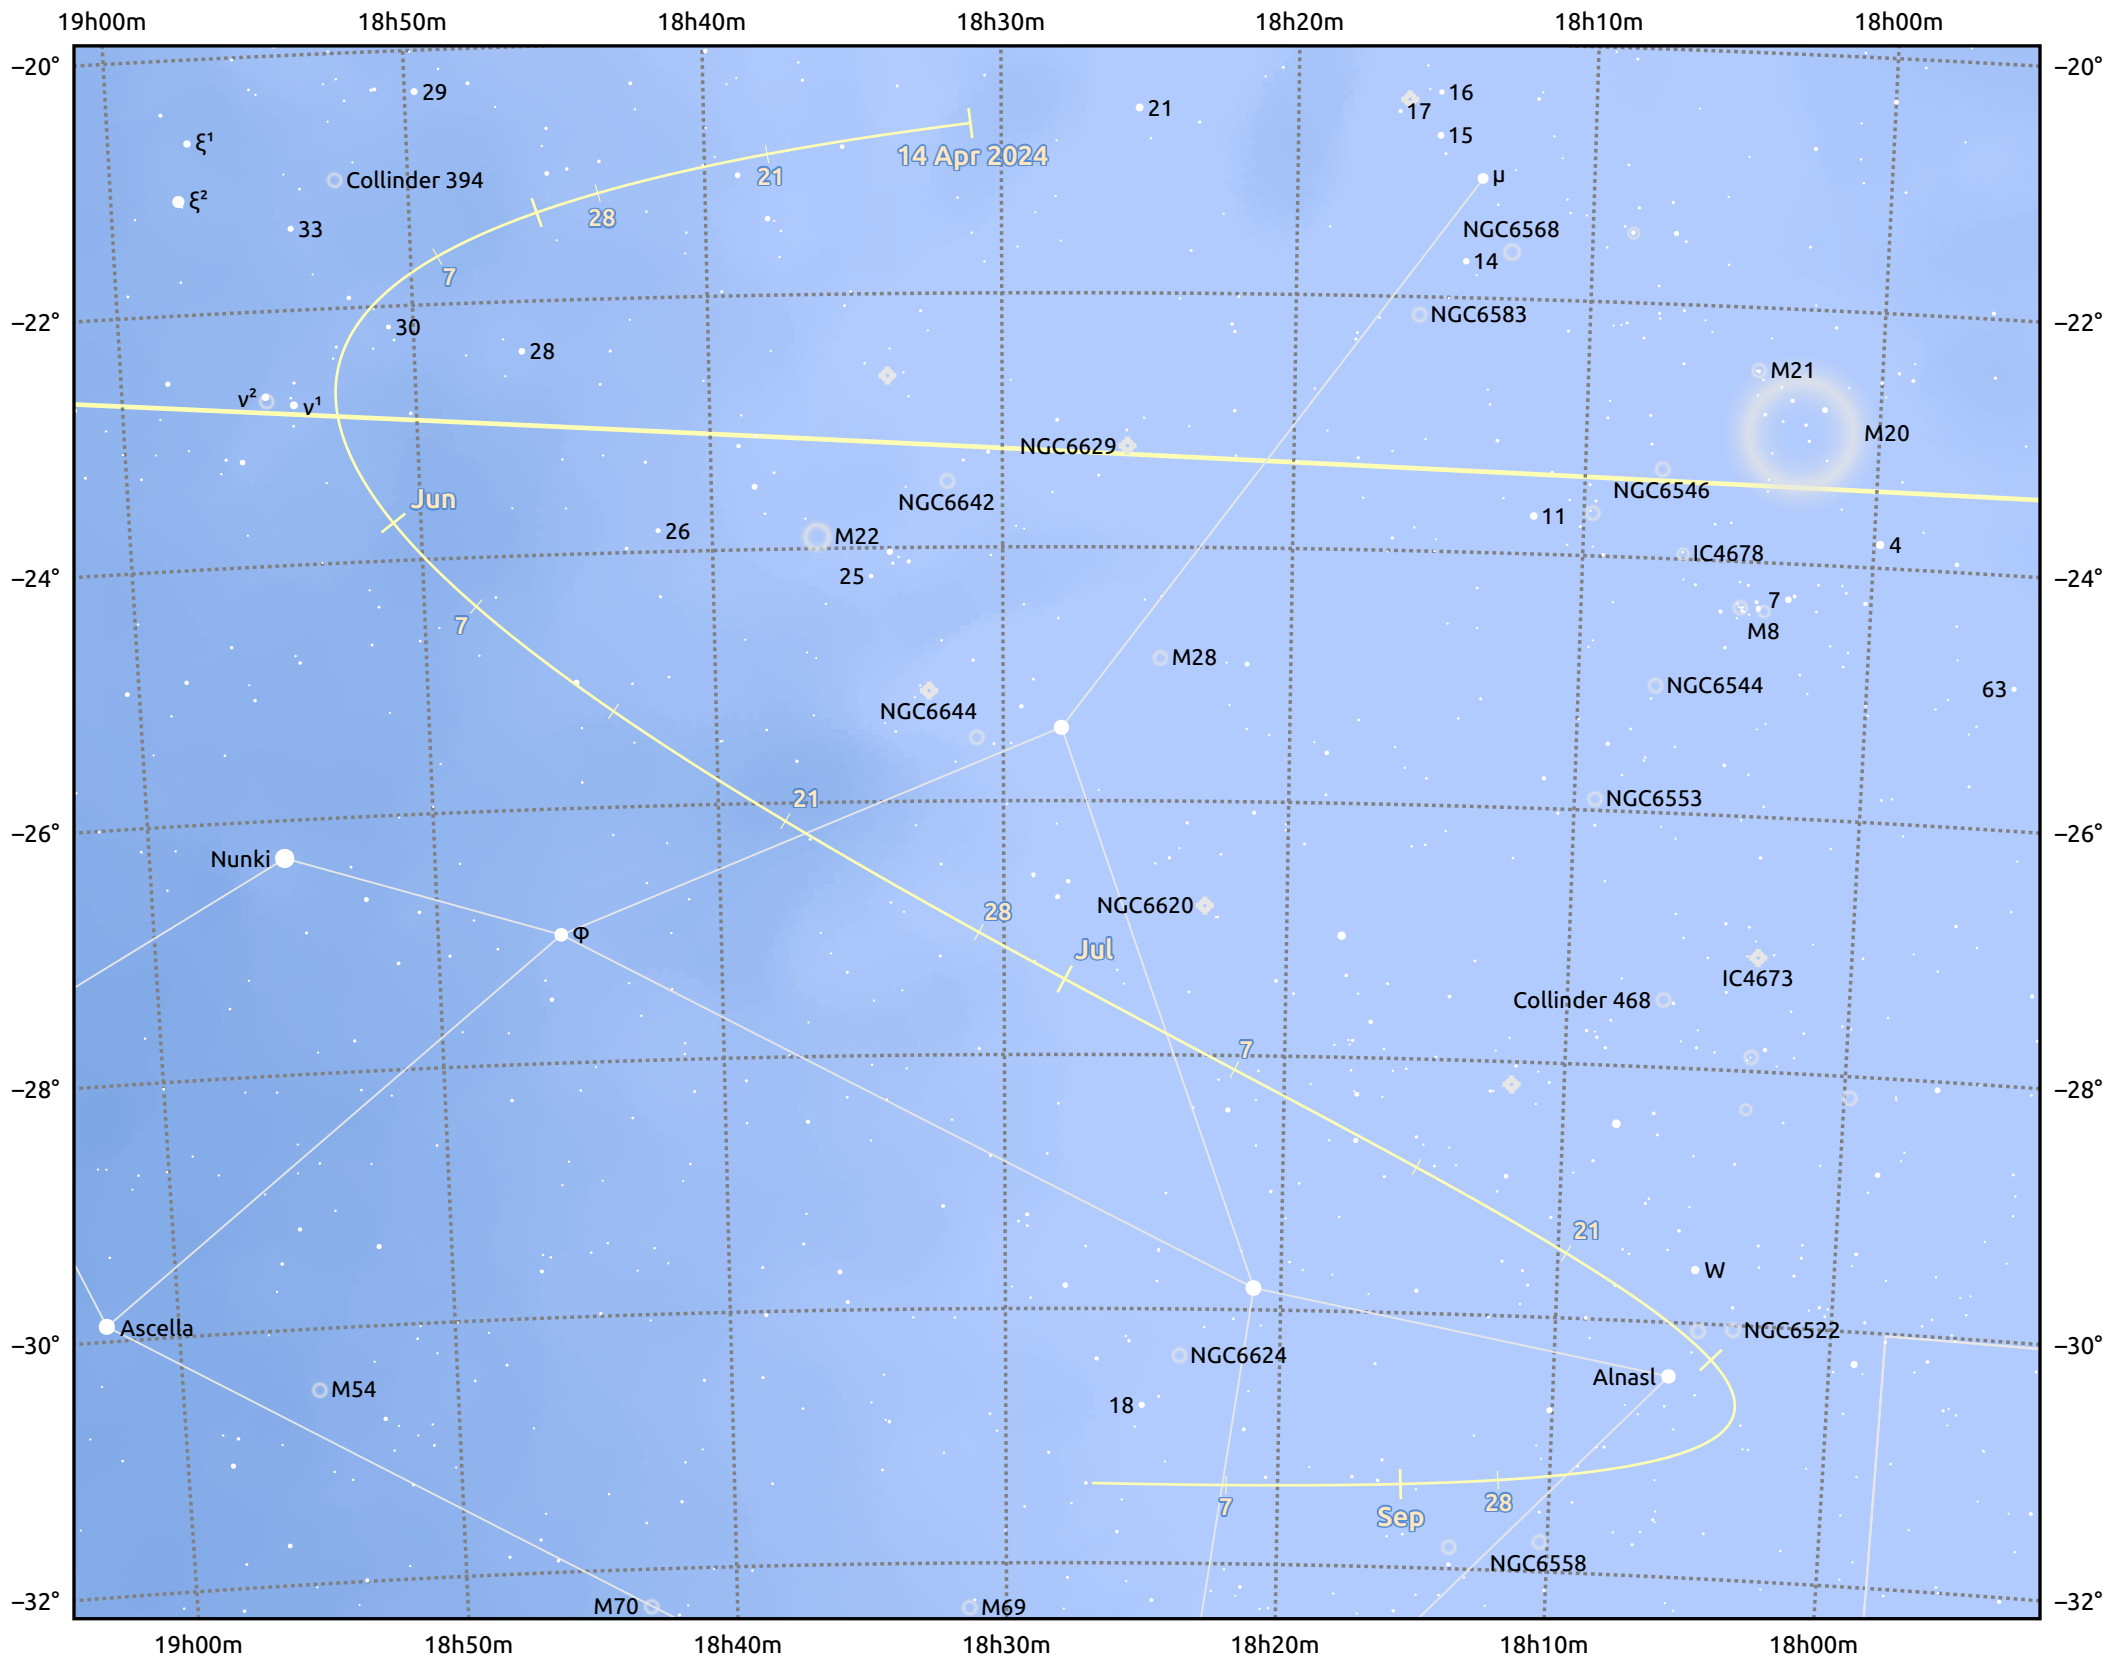 19h00m 18h50m 18h40m 18h30m 18h20m 18h10m 18h00m
−20° −20°
29 21 16
17
ξ¹ 15
14 Apr 2024
21 μ
Collinder 394
ξ²
28
33 NGC6568
14
7
NGC6583
−22° −22°
30
28
M21
ν² ν¹
M20
NGC6629
NGC6546
Jun
NGC6642
11
26 M22
4
IC4678
25
−24° −24°
7
7
M8
M28
NGC6544
63
NGC6644
21
NGC6553
−26° −26°
Nunki
NGC6620
28
φ
Jul
IC4673
Collinder 468
7
−28° −28°
21
W
Ascella
NGC6522
−30° −30°
NGC6624
Alnasl
M54
18
7 28
Sep
NGC6558
−32° −32°
M70 M69
19h00m 18h50m 18h40m 18h30m 18h20m 18h10m 18h00m